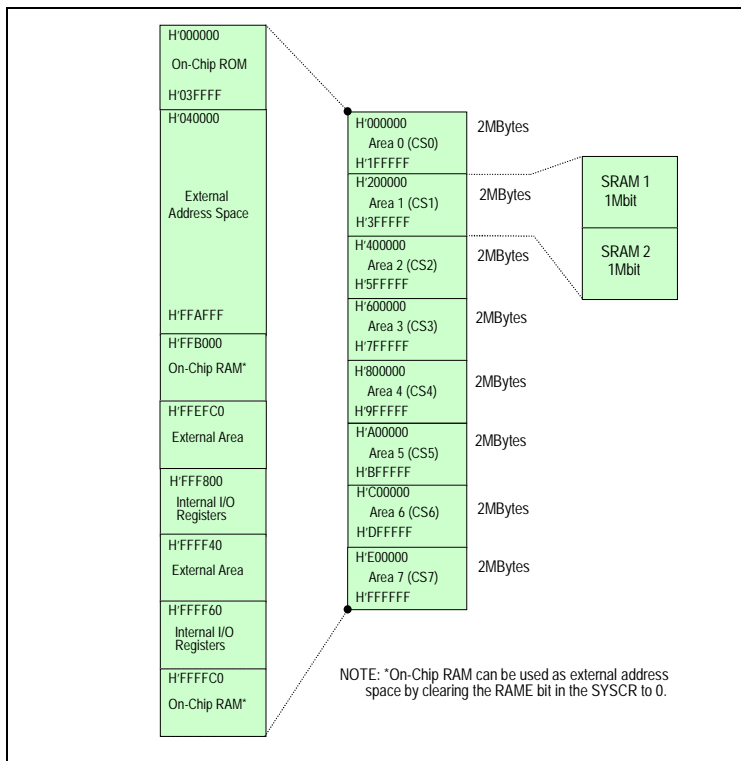 H'000000
On-Chip ROM
H'03FFFF
H'040000
External
Address Space
H'FFAFFF
H'FFB000
On-Chip RAM*
H'FFEFC0
External Area
H'FFF800
Internal I/O
Registers
H'FFFF40
External Area
H'FFFF60
Internal I/O
Registers
H'FFFFC0
On-Chip RAM*
H'000000
Area 0 (CS0)
H'1FFFFF
2MBytes
H'200000
Area 1 (CS1)
H'3FFFFF
2MBytes
H'400000
Area 2 (CS2)
H'5FFFFF
2MBytes
H'600000
Area 3 (CS3)
H'7FFFFF
2MBytes
H'800000
Area 4 (CS4)
H'9FFFFF
2MBytes
H'A00000
Area 5 (CS5)
H'BFFFFF
2MBytes
H'C00000
Area 6 (CS6)
H'DFFFFF
2MBytes
H'E00000
Area 7 (CS7)
H'FFFFFF
2MBytes
SRAM 1
1Mbit
SRAM 2
1Mbit
NOTE: *On-Chip RAM can be used as external address
space by clearing the RAME bit in the SYSCR to 0.